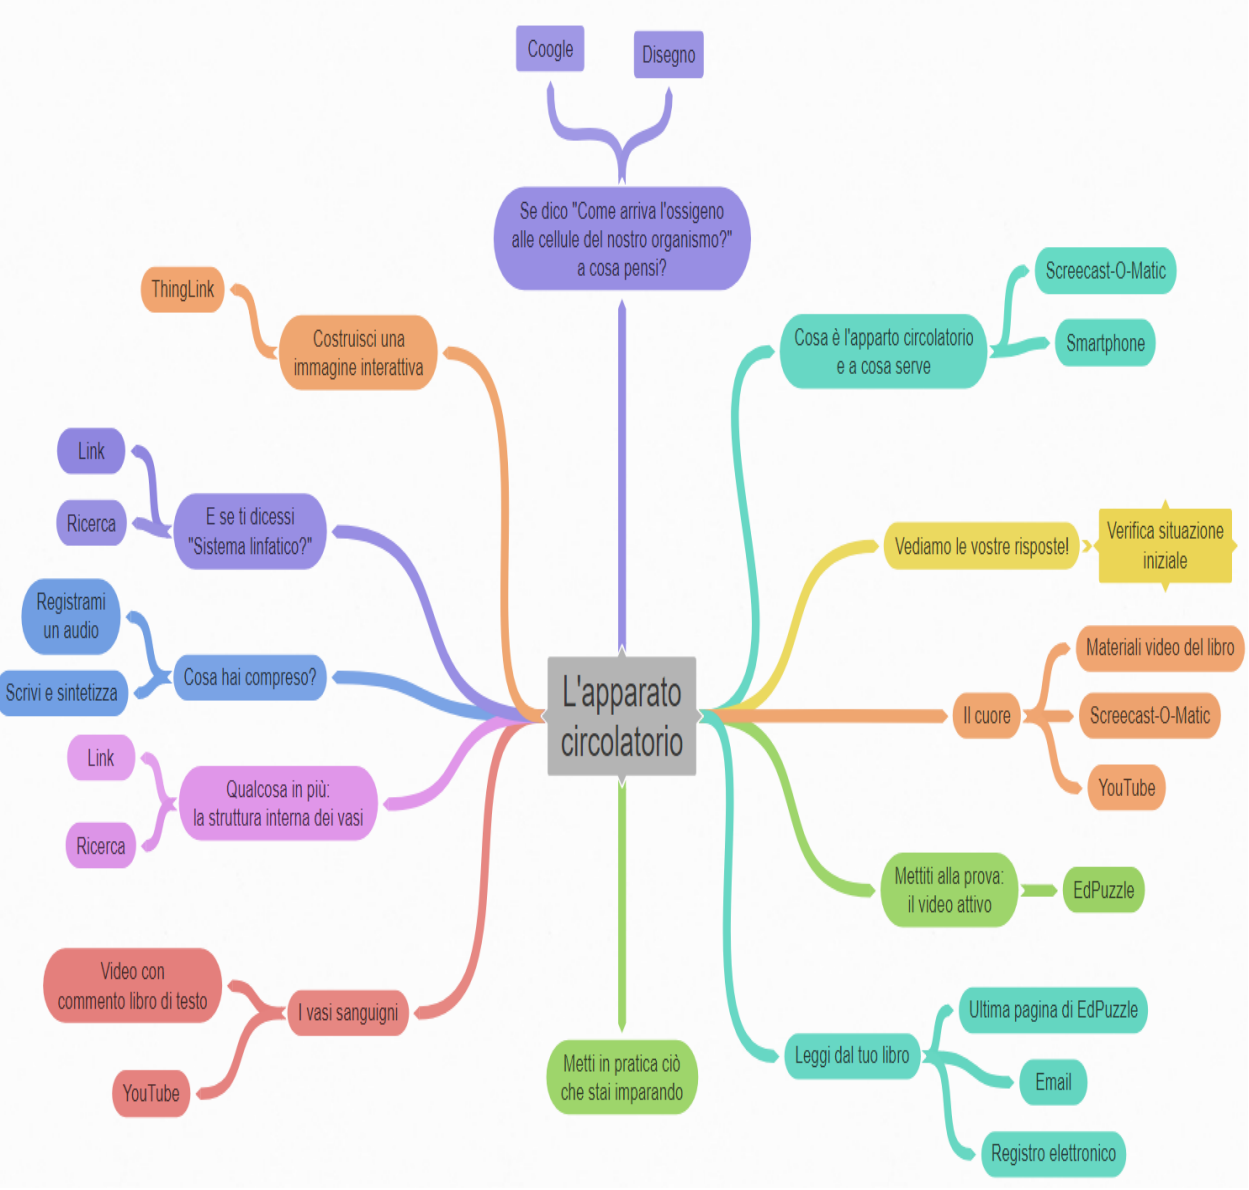 Coogle
Disegno
Se dico "Come arriva l'ossigeno
alle cellule del nostro organismo?"
a cosa pensi?
Cosa è l'apparto circolatorio
e a cosa serve
Screecast-O-Matic
Smartphone
Vediamo le vostre risposte!
Verifica situazione
iniziale
Il cuore
Materiali video del libro
Screecast-O-Matic
YouTube
Mettiti alla prova:
il video attivo
EdPuzzle
Leggi dal tuo libro
Ultima pagina di EdPuzzle
Email
Registro elettronico
L'apparato
circolatorio
Metti in pratica ciò
che stai imparando
ThingLink
Costruisci una
immagine interattiva
Link
Ricerca
E se ti dicessi
"Sistema linfatico?"
Registrami
un audio
Scrivi e sintetizza
Cosa hai compreso?
Link
Ricerca
Qualcosa in più:
la struttura interna dei vasi
Video con
commento libro di testo
I vasi sanguigni
YouTube